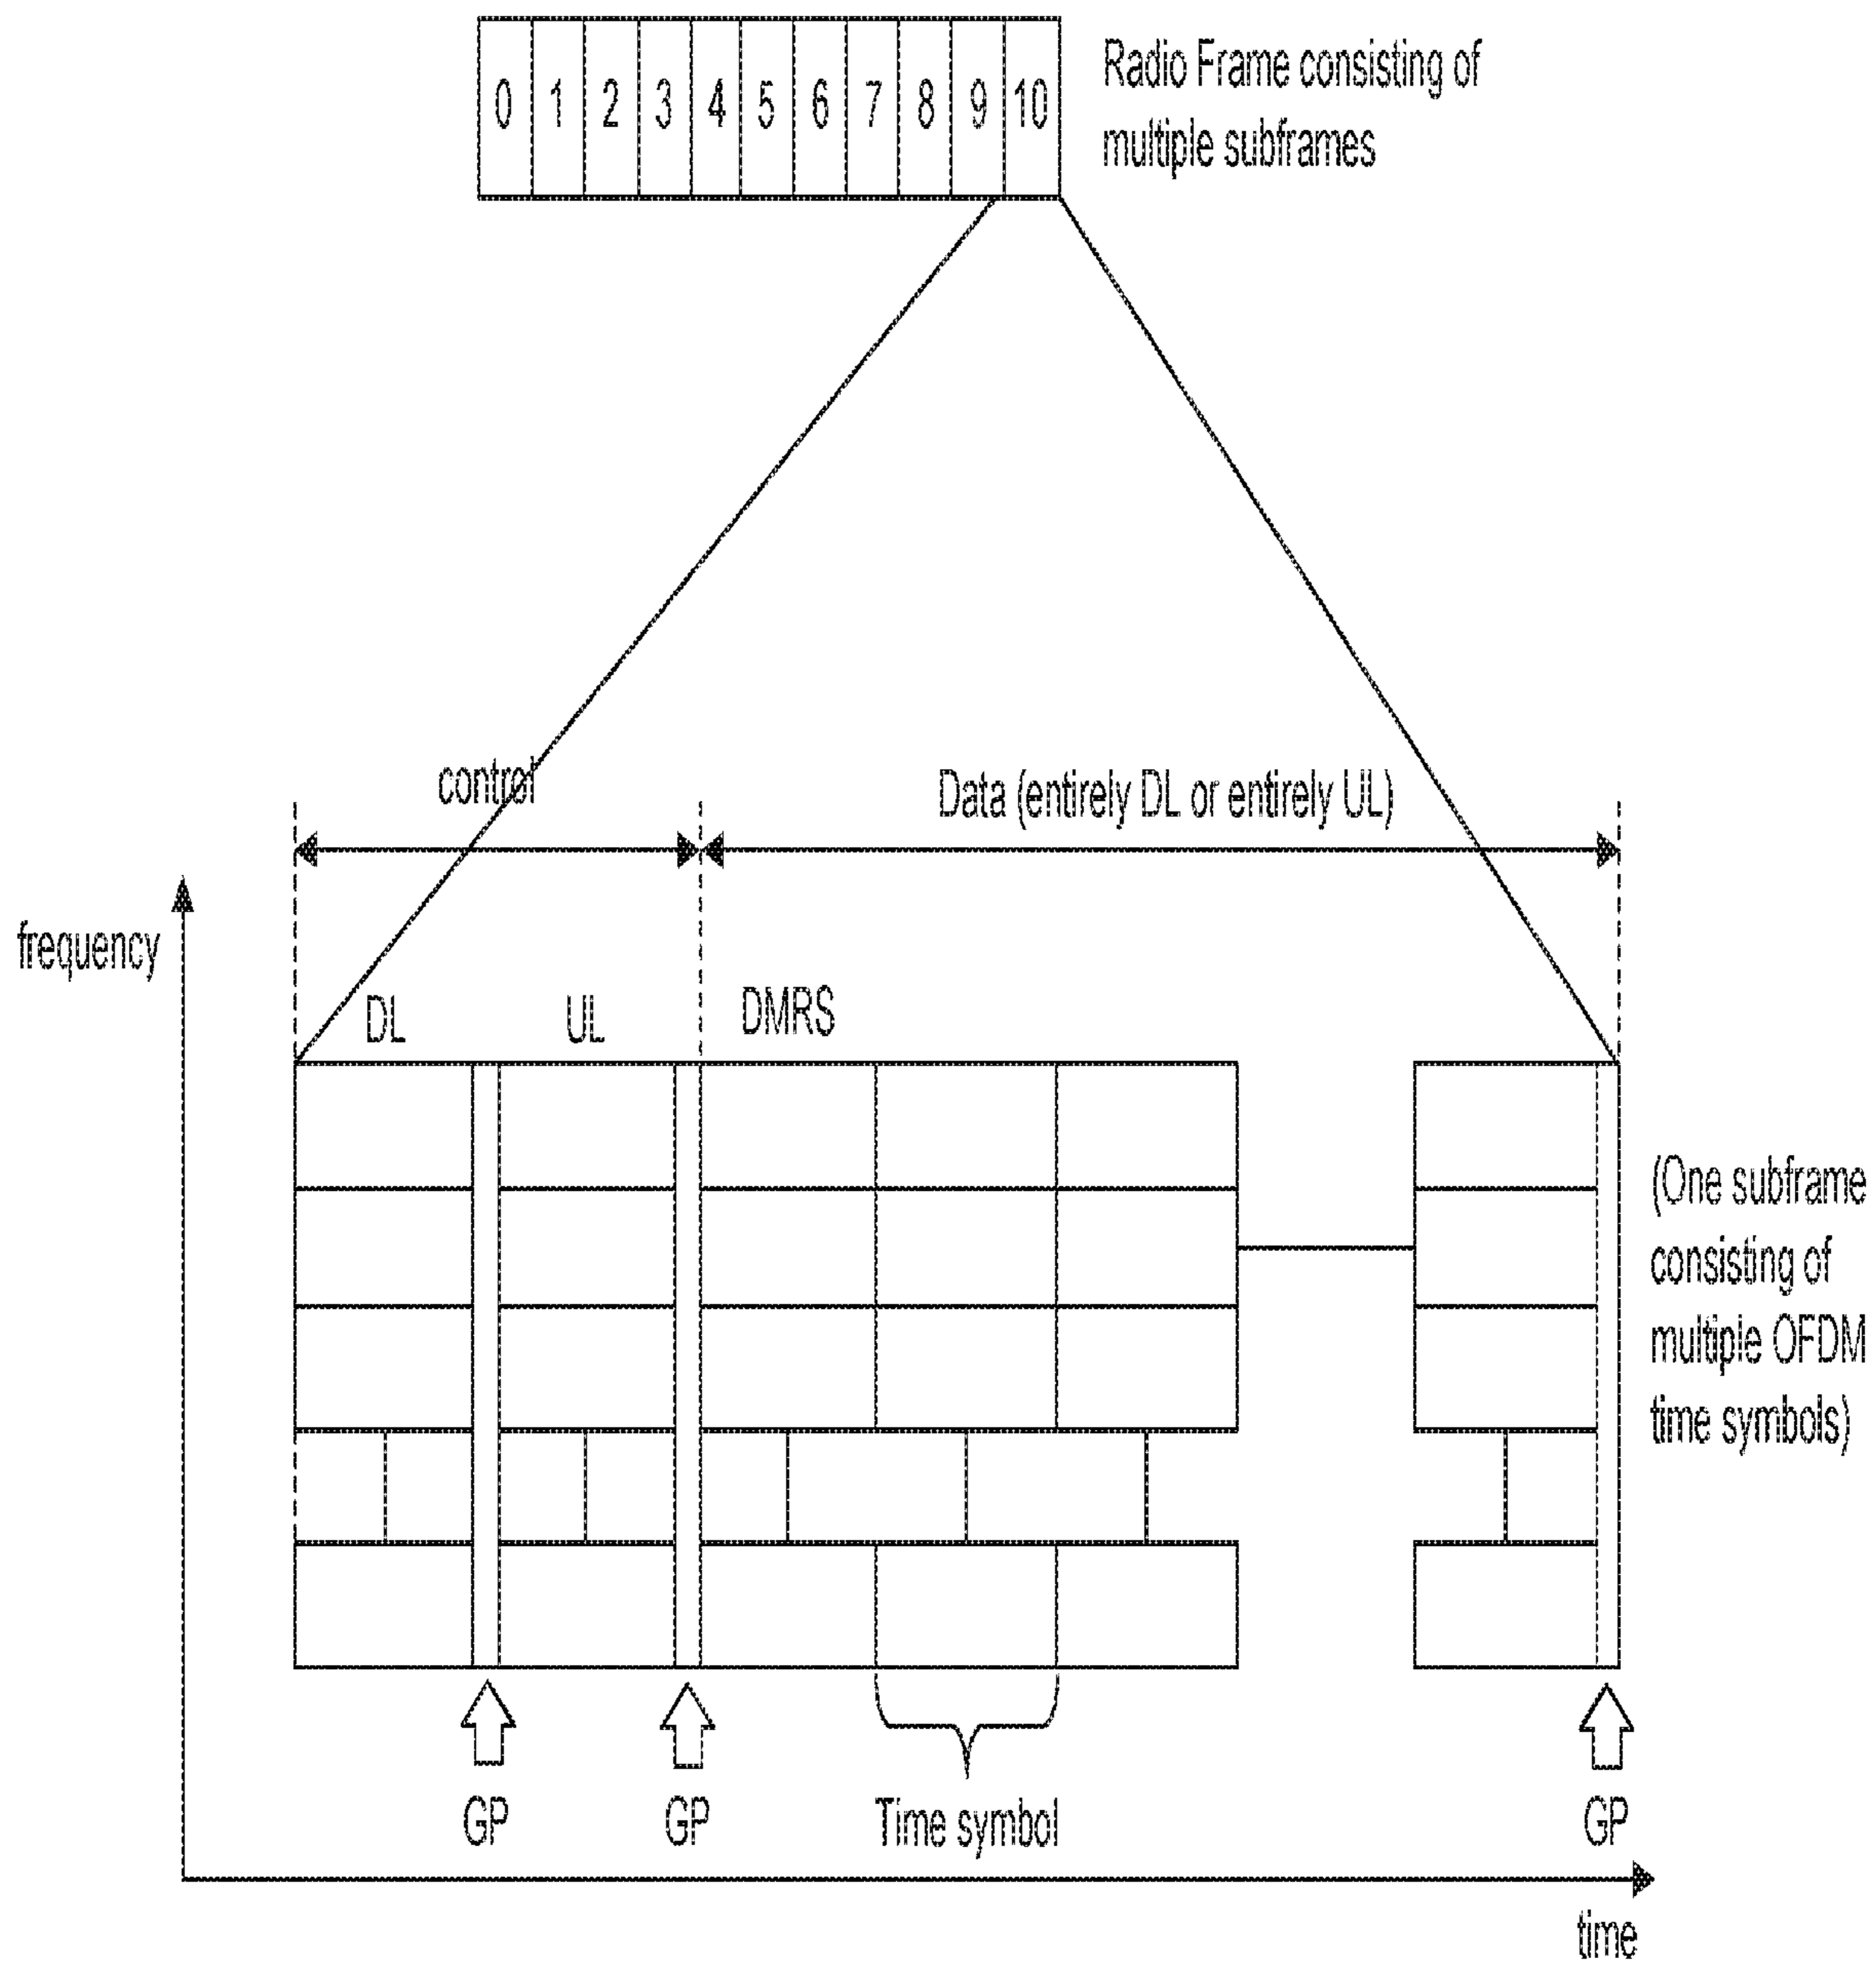 0 1 2 3 4 5 6 7 8 9 10
Radio Frame consisting of
multiple subframes
control
Data (entirely DL or entirely UL)
frequency
DL
UL
DMRS
(One subframe
consisting of
multiple OFDM
time symbols)
GP
GP
Time symbol
GP
time